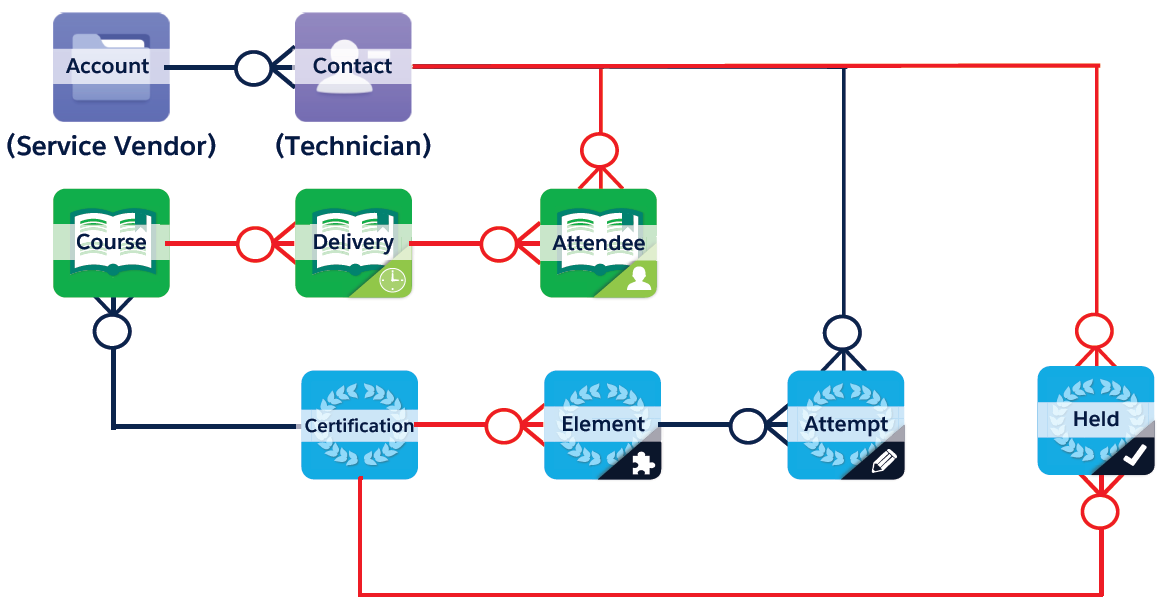 Account
Contact
(Service Vendor)
(Technician)
Course
Delivery
Attendee
Certification
Element
Attempt
Held